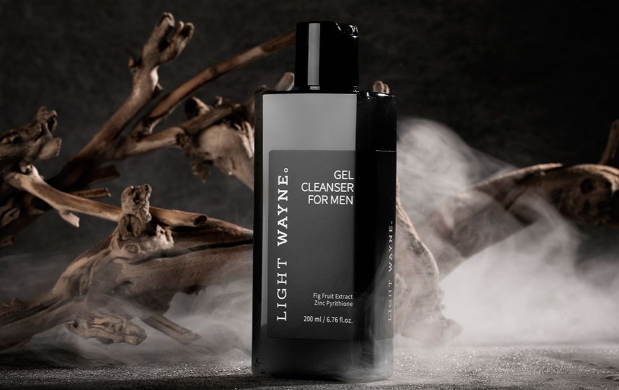 LIGHT WAYNE.
GEL
CLEANSER
FOR MEN
Fig Fruit Extract
Zinc Pyrithione
200 ml / 6.76 fl.oz.
LIGHT WAYNE.